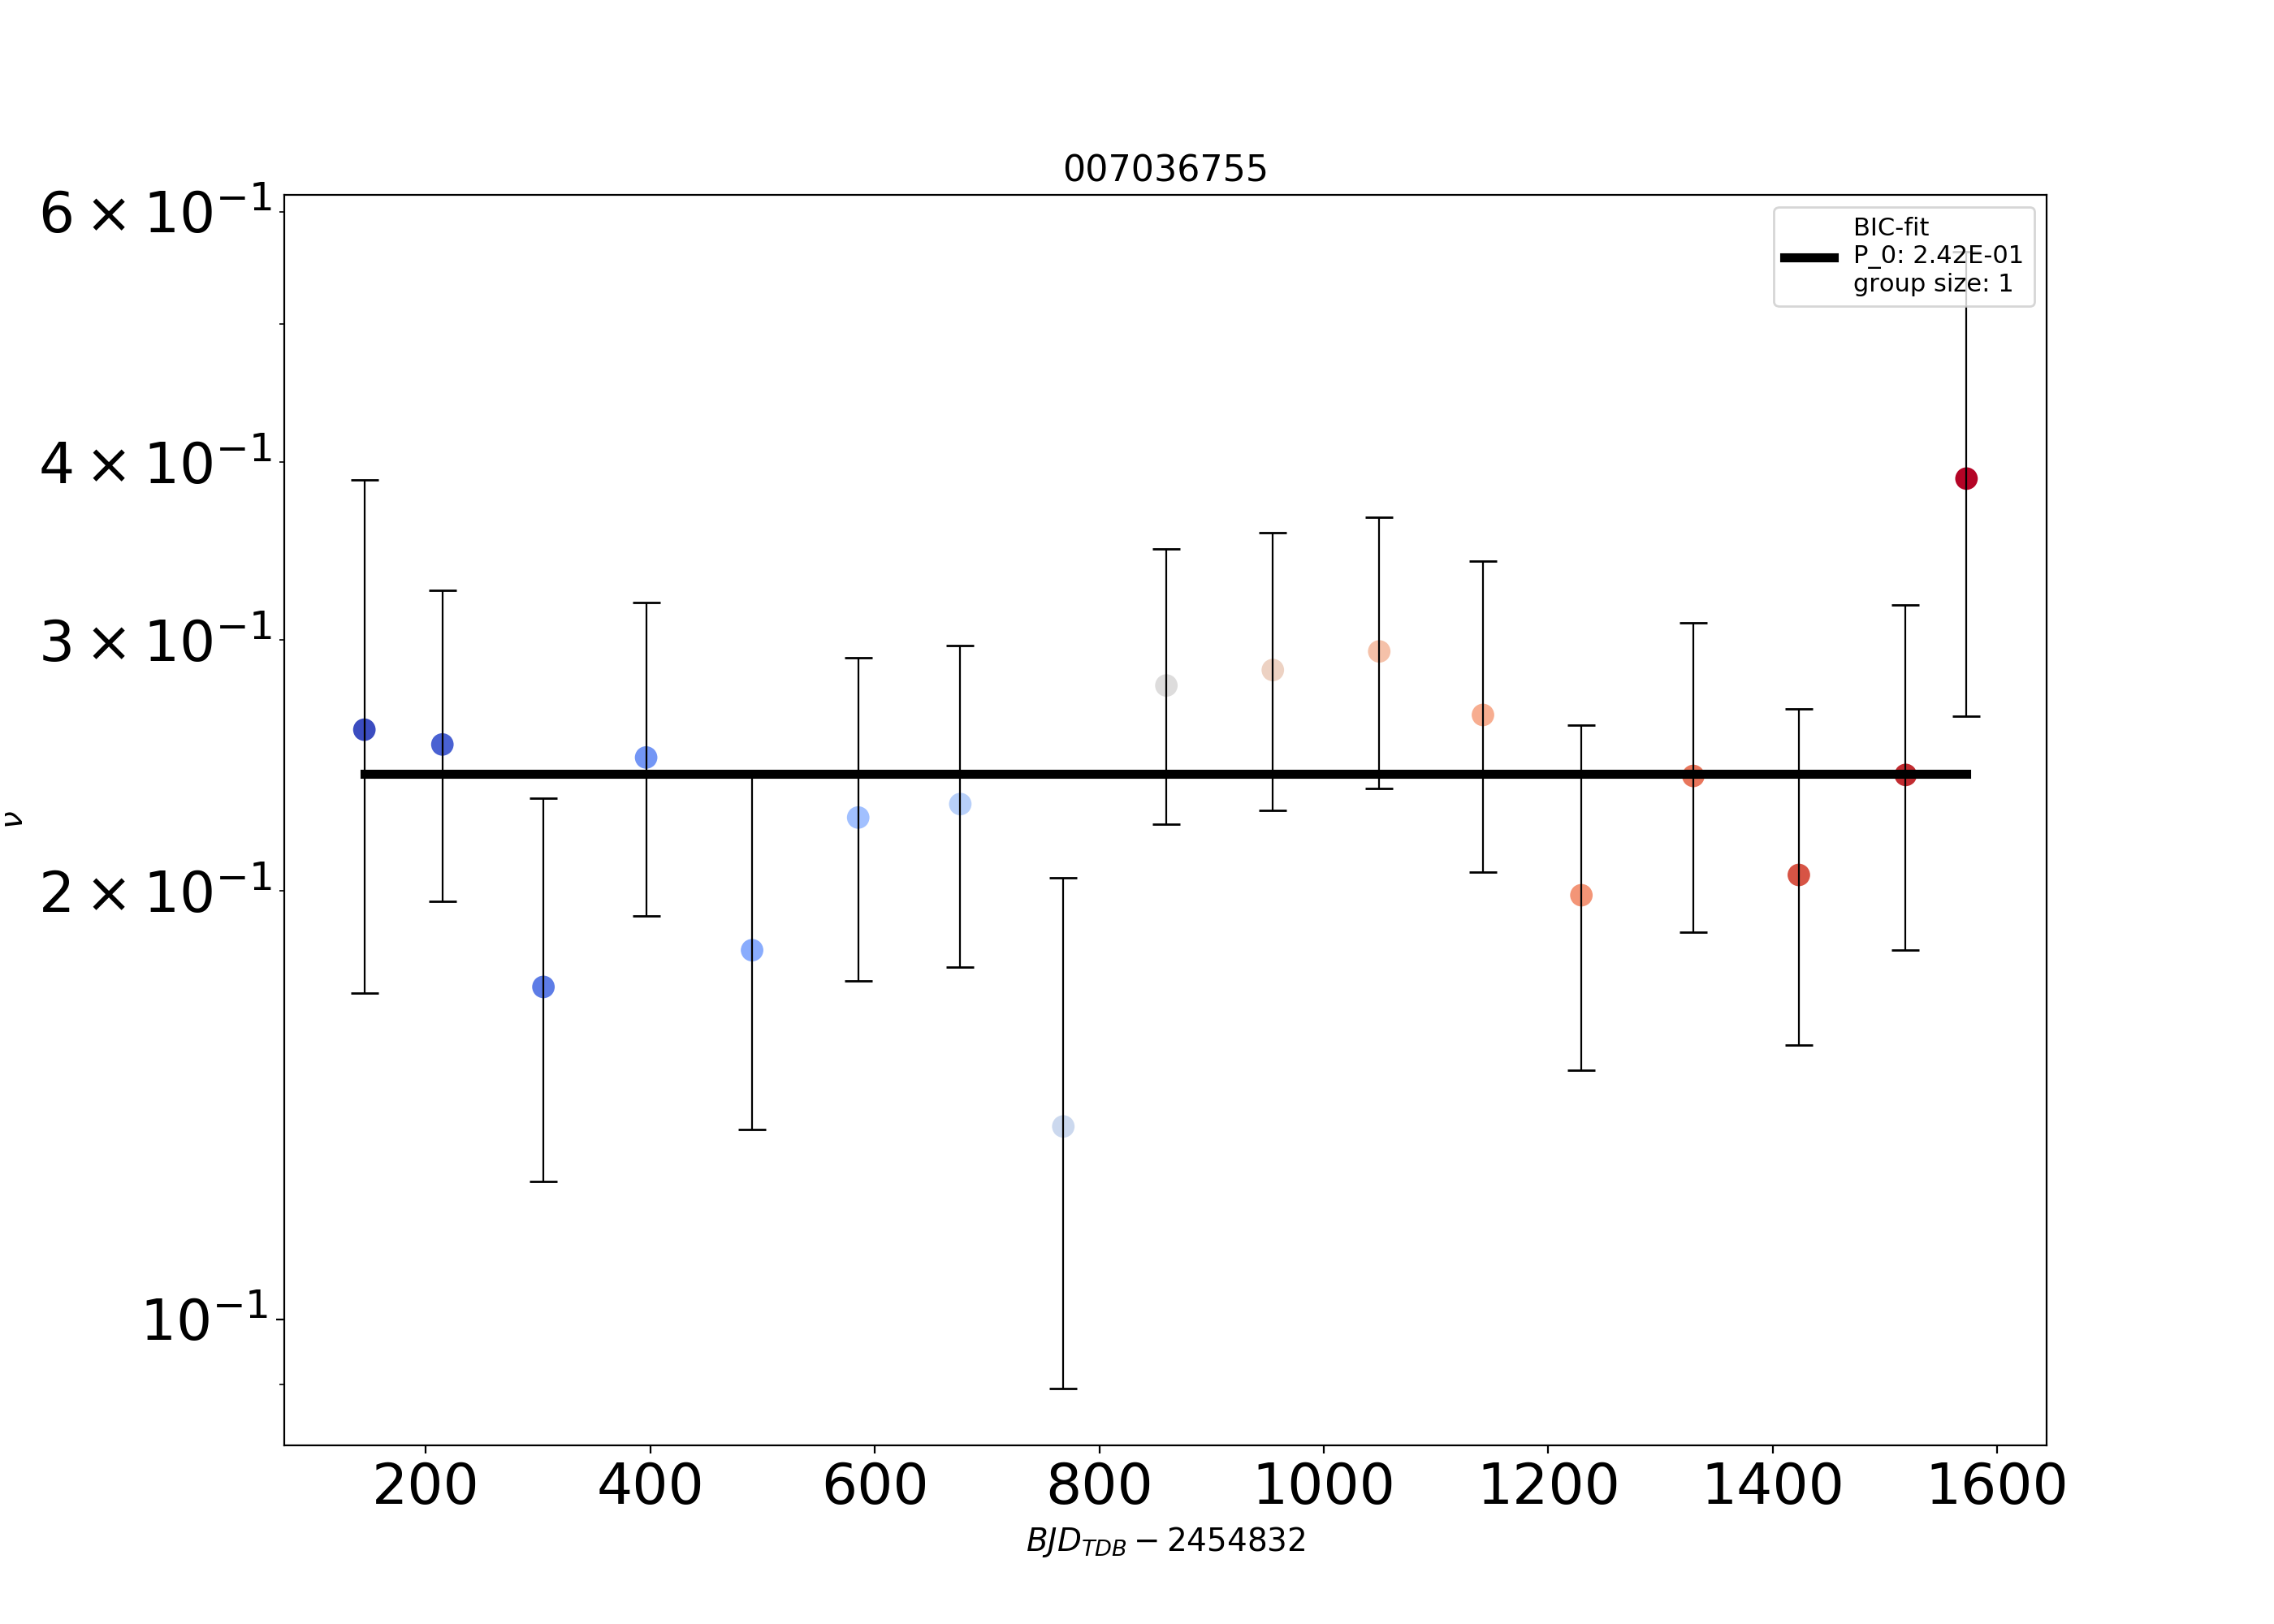 007036755
6 × 10⁻¹
4 × 10⁻¹
3 × 10⁻¹
2 × 10⁻¹
10⁻¹
ν
BIC-fit
P_0: 2.42E-01
group size: 1
200 400 600 800 1000 1200 1400 1600
BJD_TDB − 2454832